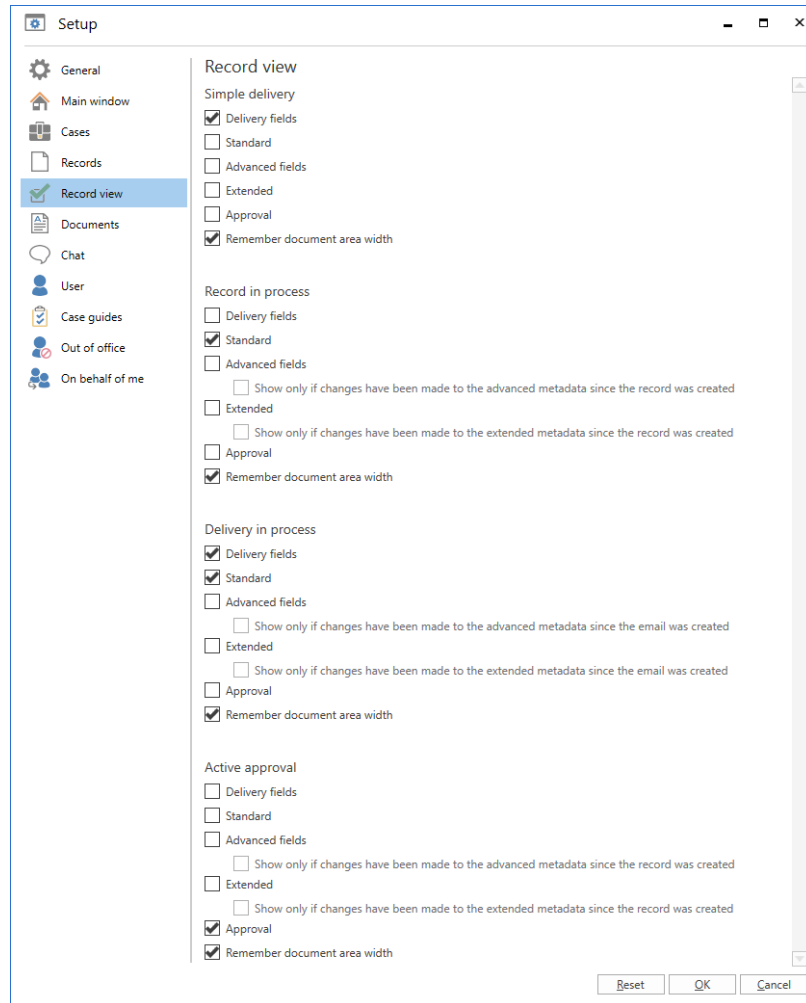 Setup
General
Main window
Cases
Records
Record view
Documents
Chat
User
Case guides
Out of office
On behalf of me
Record view
Simple delivery
Delivery fields
Standard
Advanced fields
Extended
Approval
Remember document area width
Record in process
Delivery fields
Standard
Advanced fields
Show only if changes have been made to the advanced metadata since the record was created
Extended
Show only if changes have been made to the extended metadata since the record was created
Approval
Remember document area width
Delivery in process
Delivery fields
Standard
Advanced fields
Show only if changes have been made to the advanced metadata since the email was created
Extended
Show only if changes have been made to the extended metadata since the email was created
Approval
Remember document area width
Active approval
Delivery fields
Standard
Advanced fields
Show only if changes have been made to the advanced metadata since the record was created
Extended
Show only if changes have been made to the extended metadata since the record was created
Approval
Remember document area width
Reset OK Cancel